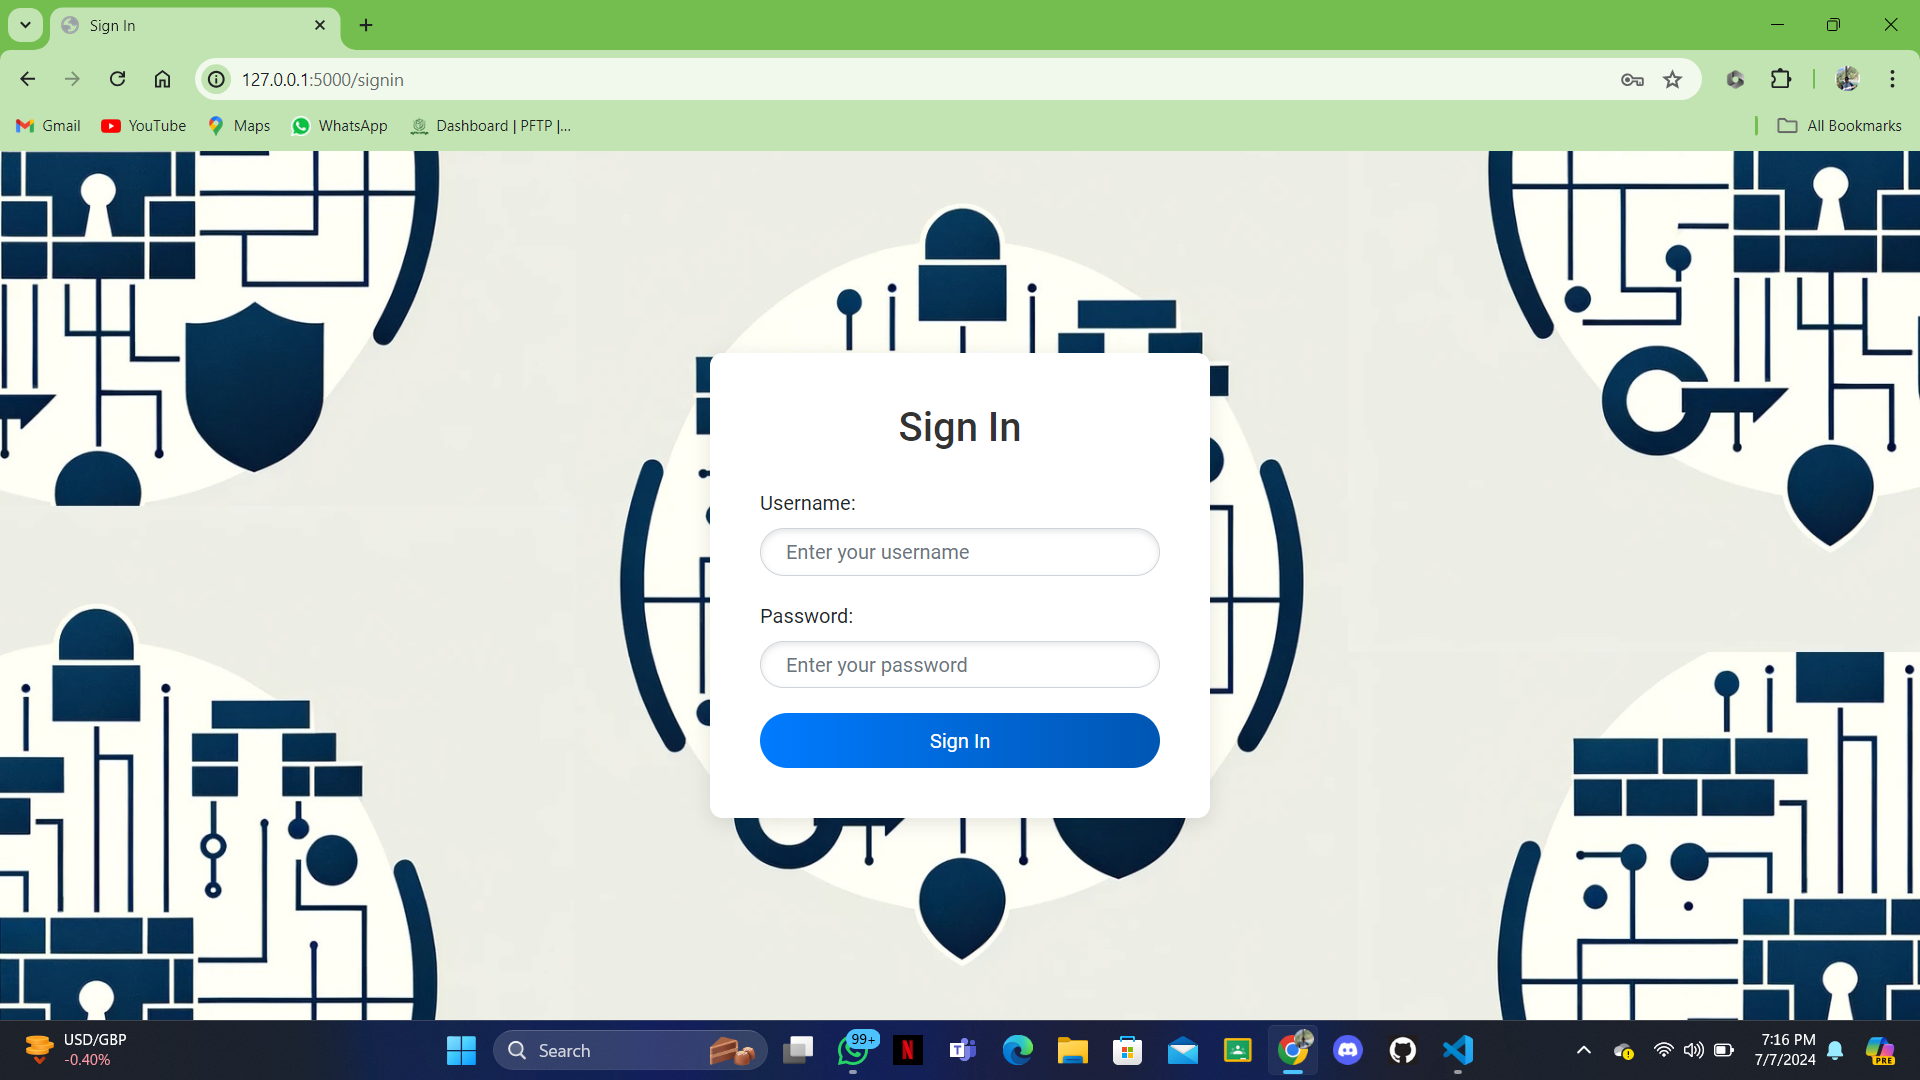 Sign In
127.0.0.1:5000/signin
Gmail
YouTube
Maps
WhatsApp
Dashboard | PFTP |...
All Bookmarks
Sign In
Username:
Enter your username
Password:
Enter your password
Sign In
USD/GBP
-0.40%
Search
99+
N
T
7:16 PM
7/7/2024
PRE